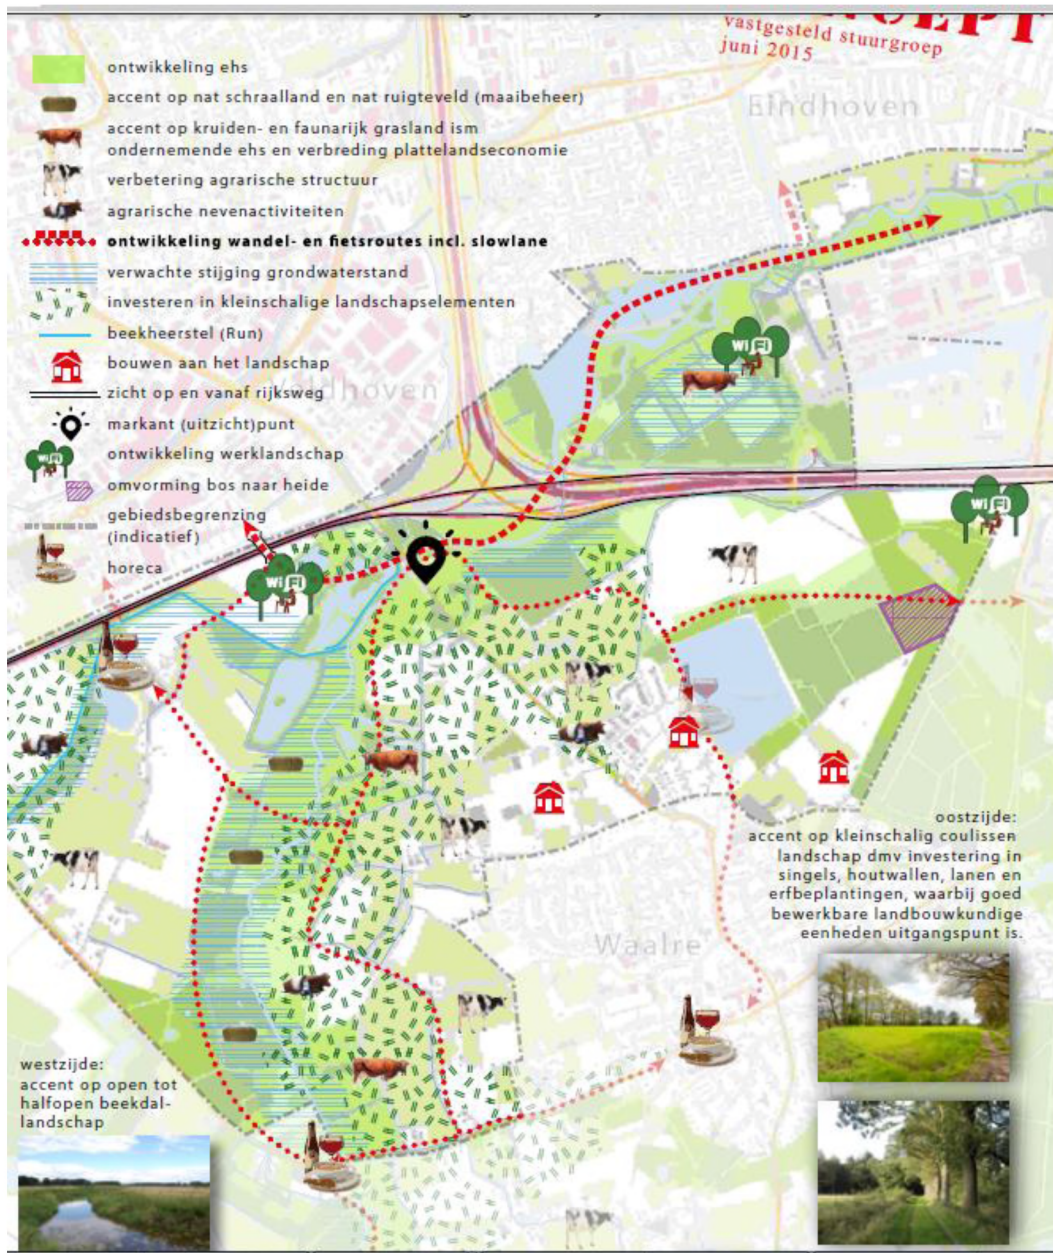 vastgesteld stuurgroep
juni 2015
Eindhoven
ontwikkeling ehs
accent op nat schraalland en nat ruigteveld (maaibeheer)
accent op kruiden- en faunarijk grasland ism
ondernemende ehs en verbreding plattelandseconomie
verbetering agrarische structuur
agrarische nevenactiviteiten
ontwikkeling wandel- en fietsroutes incl. slowlane
verwachte stijging grondwaterstand
investeren in kleinschalige landschapselementen
beekheerstel (Run)
bouwen aan het landschap
zicht op en vanaf rijksweg
Veldhoven
markant (uitzicht)punt
ontwikkeling werklandschap
omvorming bos naar heide
gebiedsbegrenzing
(indicatief)
horeca
WiFi
WiFi
WiFi
WiFi
oostzijde:
accent op kleinschalig coulissen
landschap dmv investering in
singels, houtwallen, lanen en
erfbeplantingen, waarbij goed
bewerkbare landbouwkundige
eenheden uitgangspunt is.
Waalre
westzijde:
accent op open tot
halfopen beekdal-
landschap